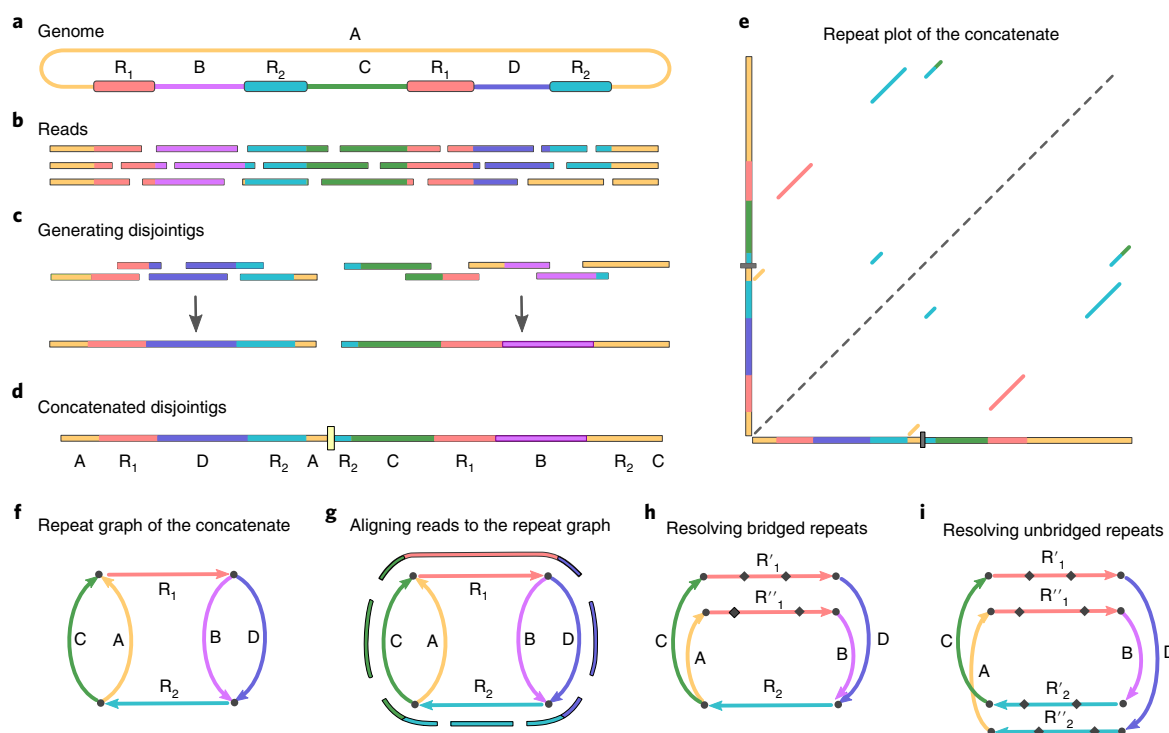 a
Genome
A
R1 B R2 C R1 D R2
b
Reads
c
Generating disjointigs
d
Concatenated disjointigs
A R1 D R2 A R2 C R1 B R2 C
e
Repeat plot of the concatenate
f
Repeat graph of the concatenate
R1
C A B D
R2
g
Aligning reads to the repeat graph
R1
C A B D
R2
h
Resolving bridged repeats
R′1
R″1
C A B D
R2
i
Resolving unbridged repeats
R′1
R″1
C A B D
R′2
R″2